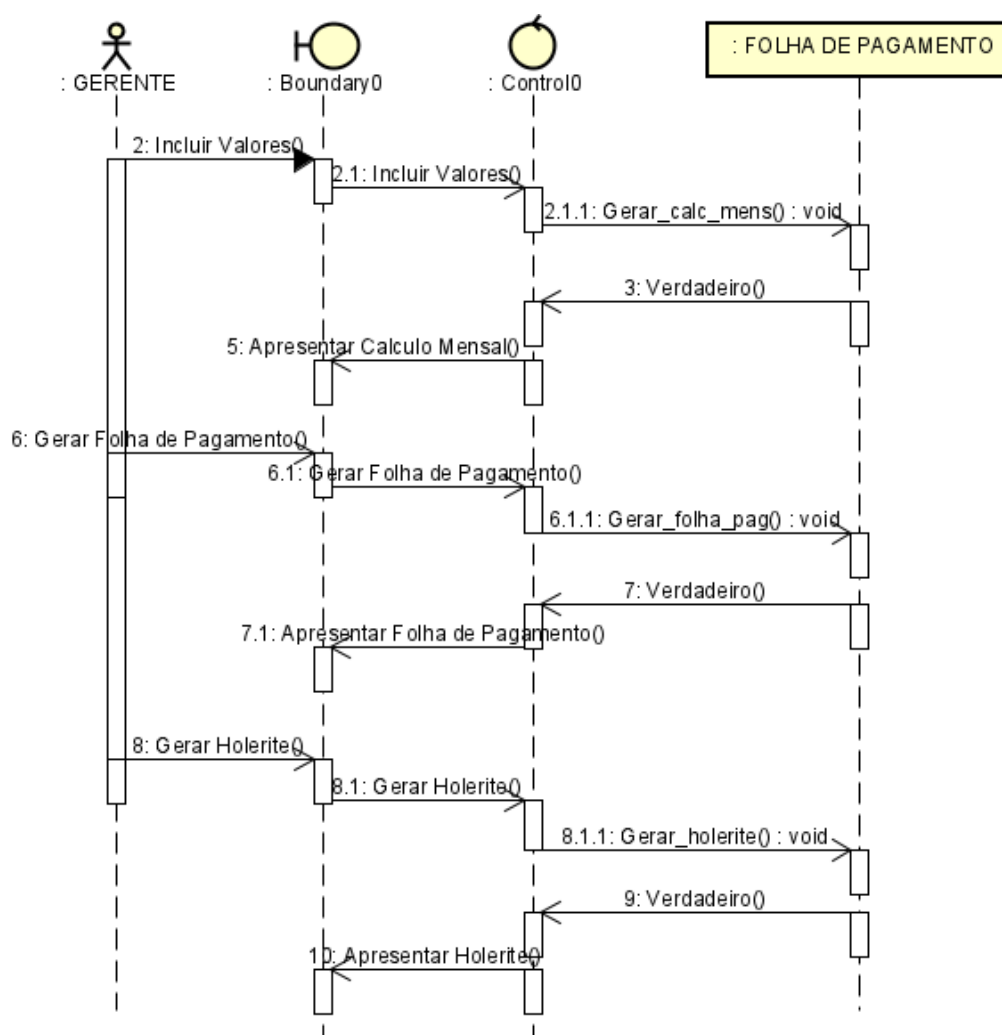 : GERENTE
: Boundary0
: Control0
: FOLHA DE PAGAMENTO
2: Incluir Valores()
2.1: Incluir Valores()
2.1.1: Gerar_calc_mens() : void
3: Verdadeiro()
5: Apresentar Calculo Mensal()
6: Gerar Folha de Pagamento()
6.1: Gerar Folha de Pagamento()
6.1.1: Gerar_folha_pag() : void
7: Verdadeiro()
7.1: Apresentar Folha de Pagamento()
8: Gerar Holerite()
8.1: Gerar Holerite()
8.1.1: Gerar_holerite() : void
9: Verdadeiro()
10: Apresentar Holerite()